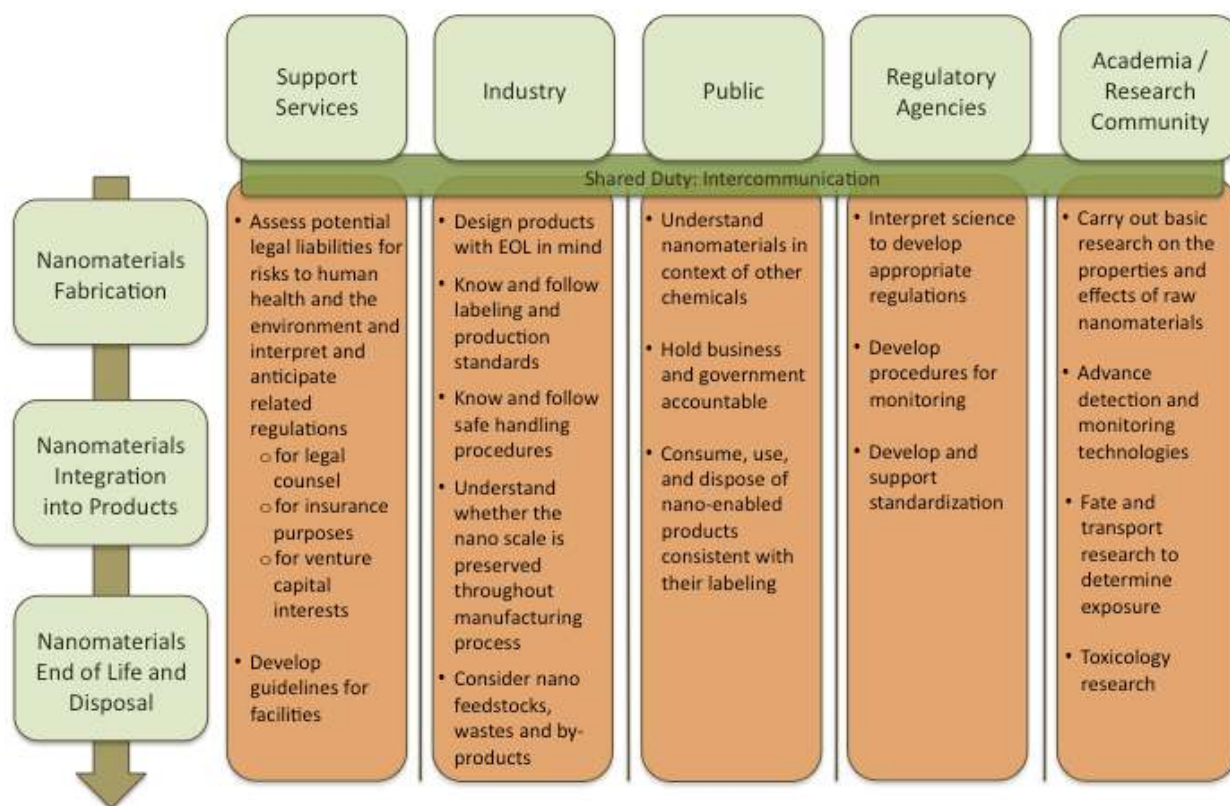 Support
Services
Industry
Public
Regulatory
Agencies
Academia /
Research
Community
Shared Duty: Intercommunication
Nanomaterials
Fabrication
Nanomaterials
Integration
into Products
Nanomaterials
End of Life and
Disposal
• Assess potential
legal liabilities for
risks to human
health and the
environment and
interpret and
anticipate
related
regulations
o for legal
counsel
o for insurance
purposes
o for venture
capital
interests
• Develop
guidelines for
facilities
• Design products
with EOL in mind
• Know and follow
labeling and
production
standards
• Know and follow
safe handling
procedures
• Understand
whether the
nano scale is
preserved
throughout
manufacturing
process
• Consider nano
feedstocks,
wastes and by-
products
• Understand
nanomaterials in
context of other
chemicals
• Hold business
and government
accountable
• Consume, use,
and dispose of
nano-enabled
products
consistent with
their labeling
• Interpret science
to develop
appropriate
regulations
• Develop
procedures for
monitoring
• Develop and
support
standardization
• Carry out basic
research on the
properties and
effects of raw
nanomaterials
• Advance
detection and
monitoring
technologies
• Fate and
transport
research to
determine
exposure
• Toxicology
research